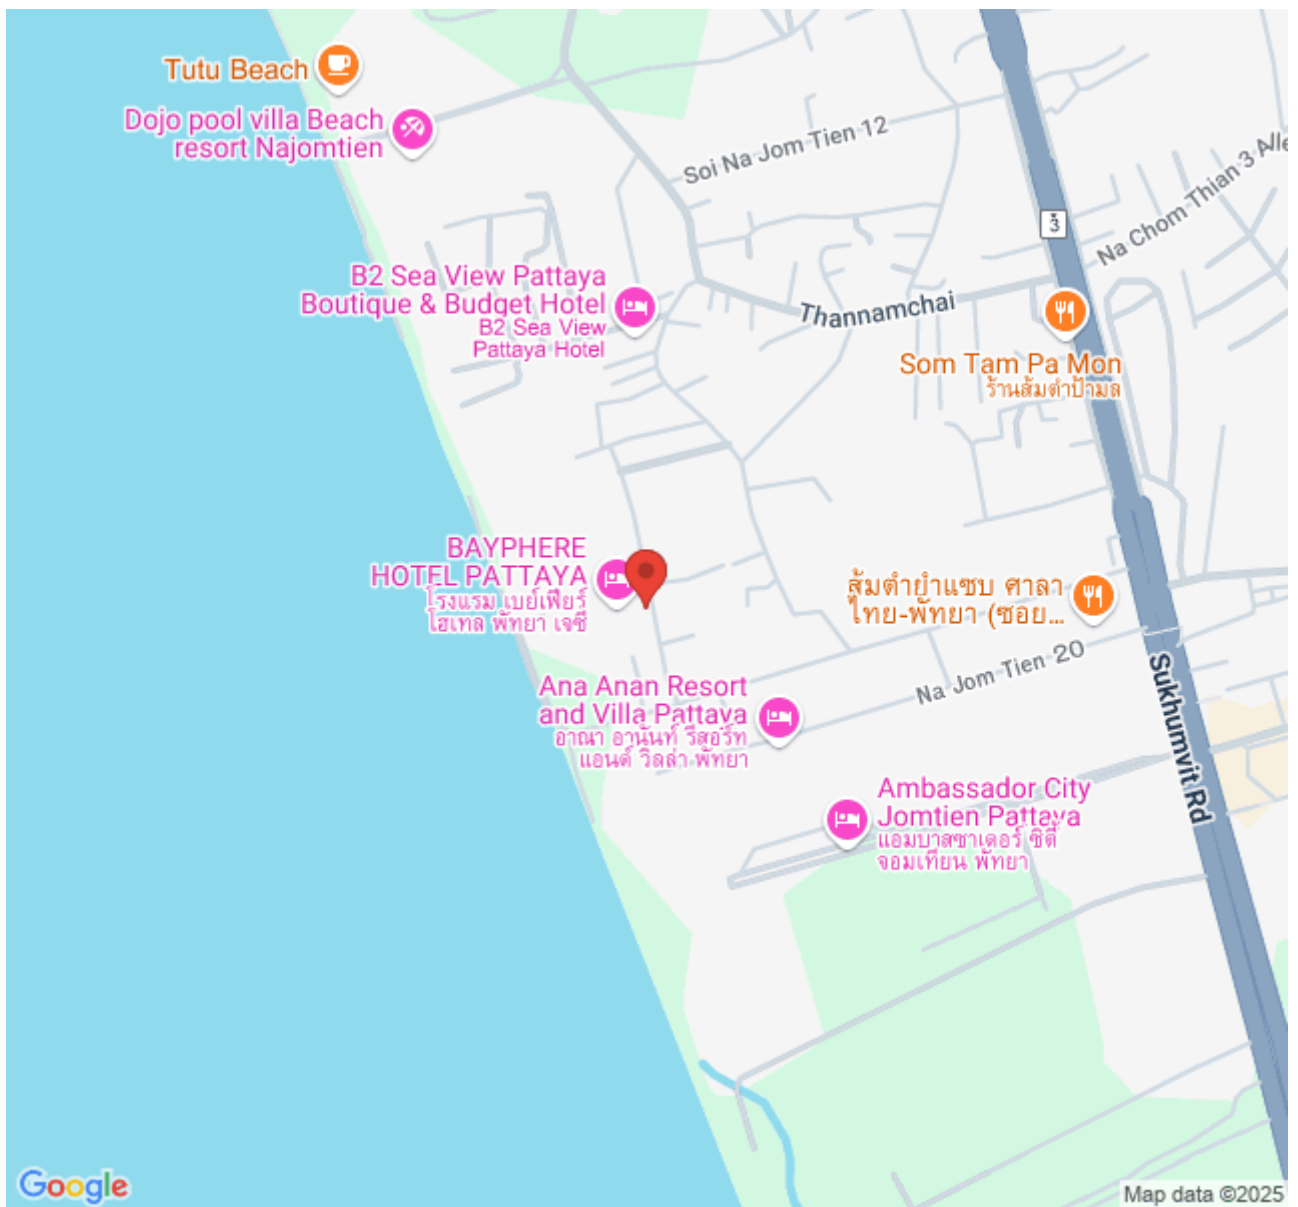 Tutu Beach
Dojo pool villa Beach
resort Najomtien
Soi Na Jom Tien 12
Na Chom Thian 3 Alle
3
B2 Sea View Pattaya
Boutique & Budget Hotel
B2 Sea View
Pattaya Hotel
Thannamchai
Som Tam Pa Mon
ร้านส้มตำป้ามล
BAYPHERE
HOTEL PATTAYA
โรงแรม เบย์เฟียร์
โฮเทล พัทยา เจซี
ส้มตำยำแซบ ศาลา
ไทย-พัทยา (ซอย...
Na Jom Tien 20
Sukhumvit Rd
Ana Anan Resort
and Villa Pattaya
อาณา อานันท์ รีสอร์ท
แอนด์ วิลล่า พัทยา
Ambassador City
Jomtien Pattaya
แอมบาสซาเดอร์ ซิตี้
จอมเทียน พัทยา
Google
Map data ©2025